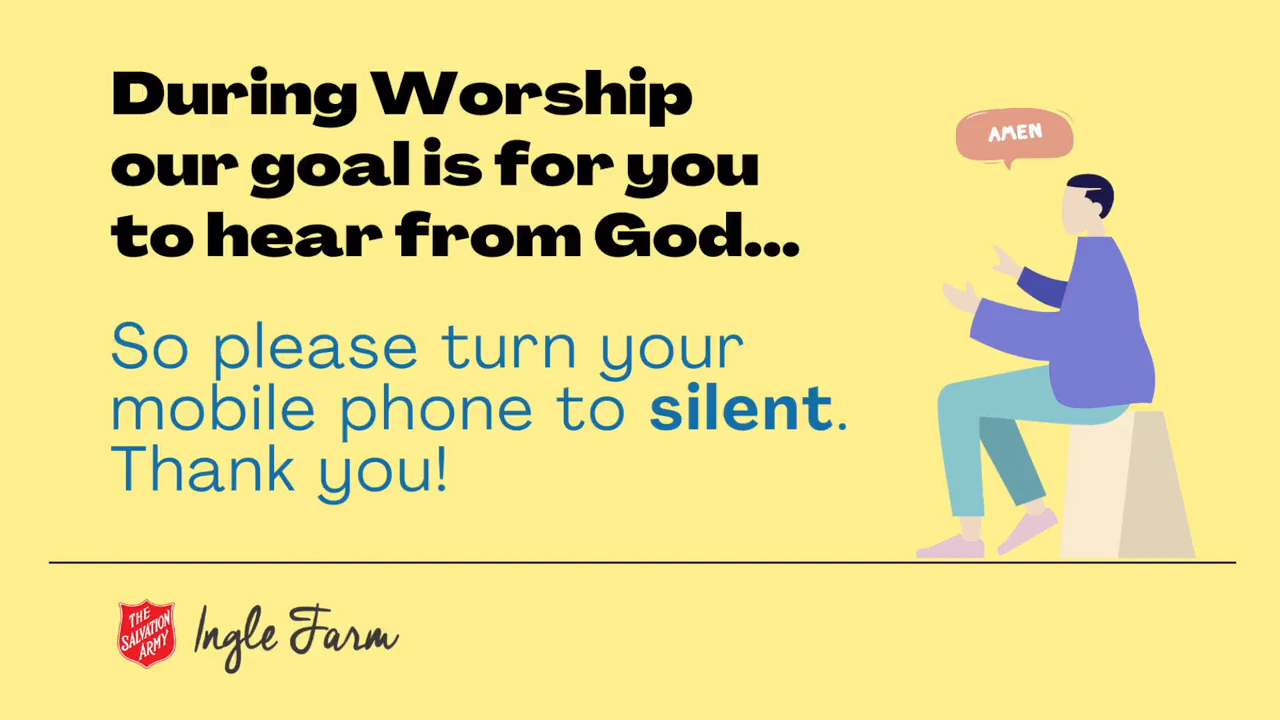 During Worship
our goal is for you
to hear from God...
AMEN
So please turn your
mobile phone to silent.
Thank you!
THE
SALVATION
ARMY
Ingle Farm